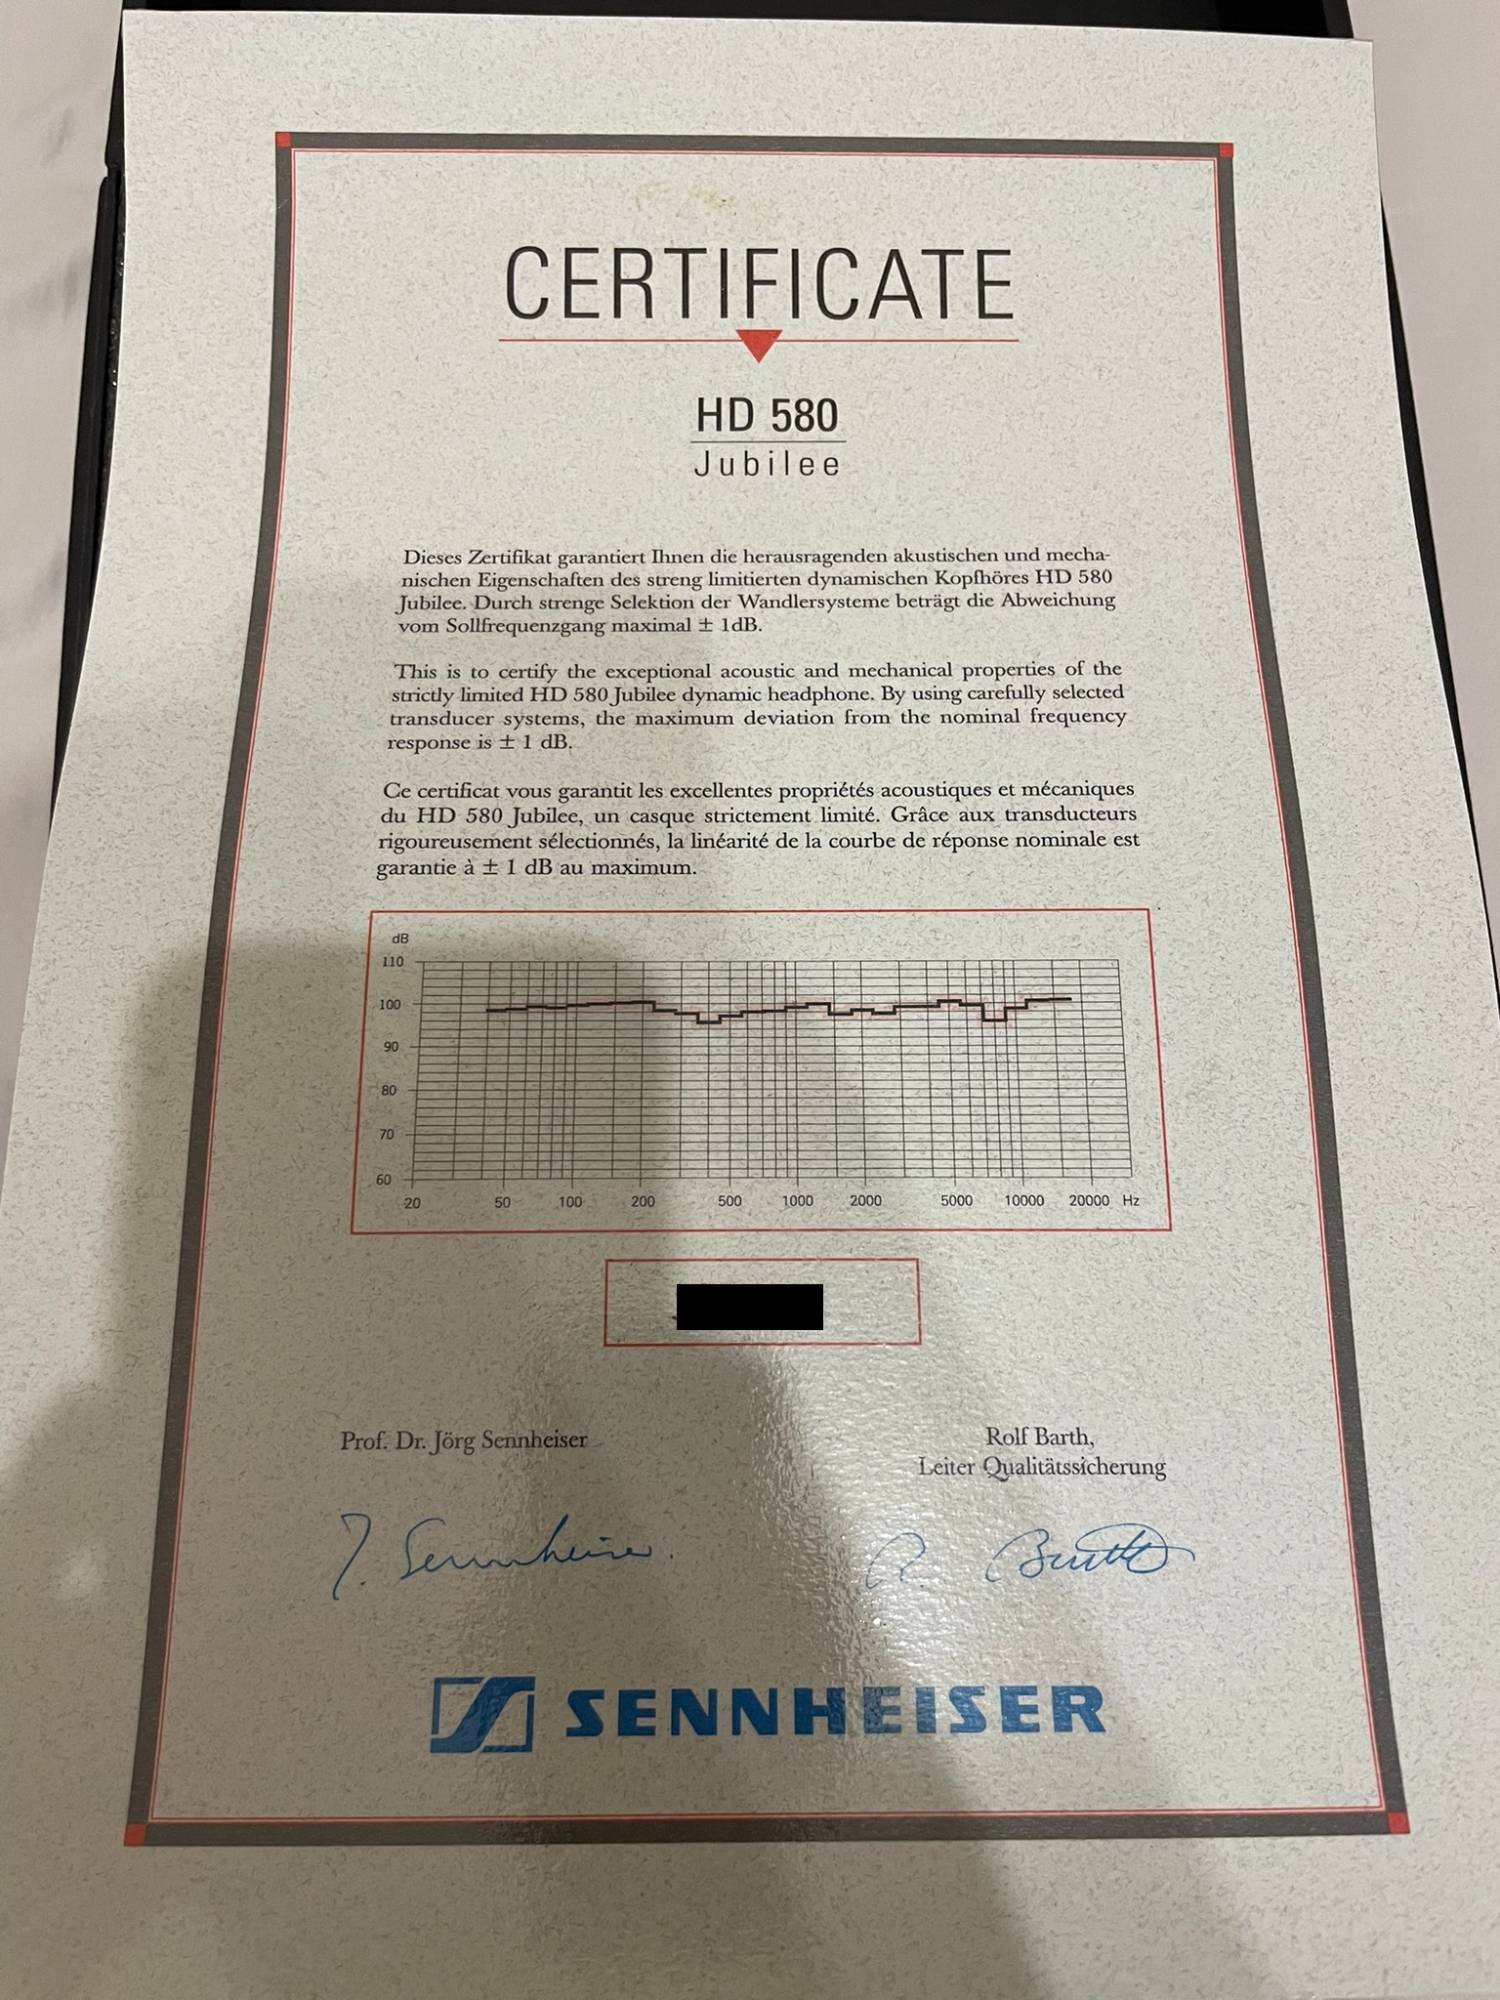 CERTIFICATE
HD 580
Jubilee
Dieses Zertifikat garantiert Ihnen die herausragenden akustischen und mecha-
nischen Eigenschaften des streng limitierten dynamischen Kopfhöres HD 580
Jubilee. Durch strenge Selektion der Wandlersysteme beträgt die Abweichung
vom Sollfrequenzgang maximal ± 1dB.
This is to certify the exceptional acoustic and mechanical properties of the
strictly limited HD 580 Jubilee dynamic headphone. By using carefully selected
transducer systems, the maximum deviation from the nominal frequency
response is ± 1 dB.
Ce certificat vous garantit les excellentes propriétés acoustiques et mécaniques
du HD 580 Jubilee, un casque strictement limité. Grâce aux transducteurs
rigoureusement sélectionnés, la linéarité de la courbe de réponse nominale est
garantie à ± 1 dB au maximum.
dB
110
100
90
80
70
60
20 50 100 200 500 1000 2000 5000 10000 20000 Hz
Prof. Dr. Jörg Sennheiser
Rolf Barth,
Leiter Qualitätssicherung
J. Sennheiser.
R. Barth
SENNHEISER